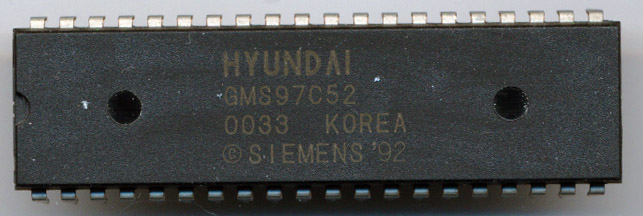 HYUNDAI
GMS97C52
0033 KOREA
© SIEMENS '92